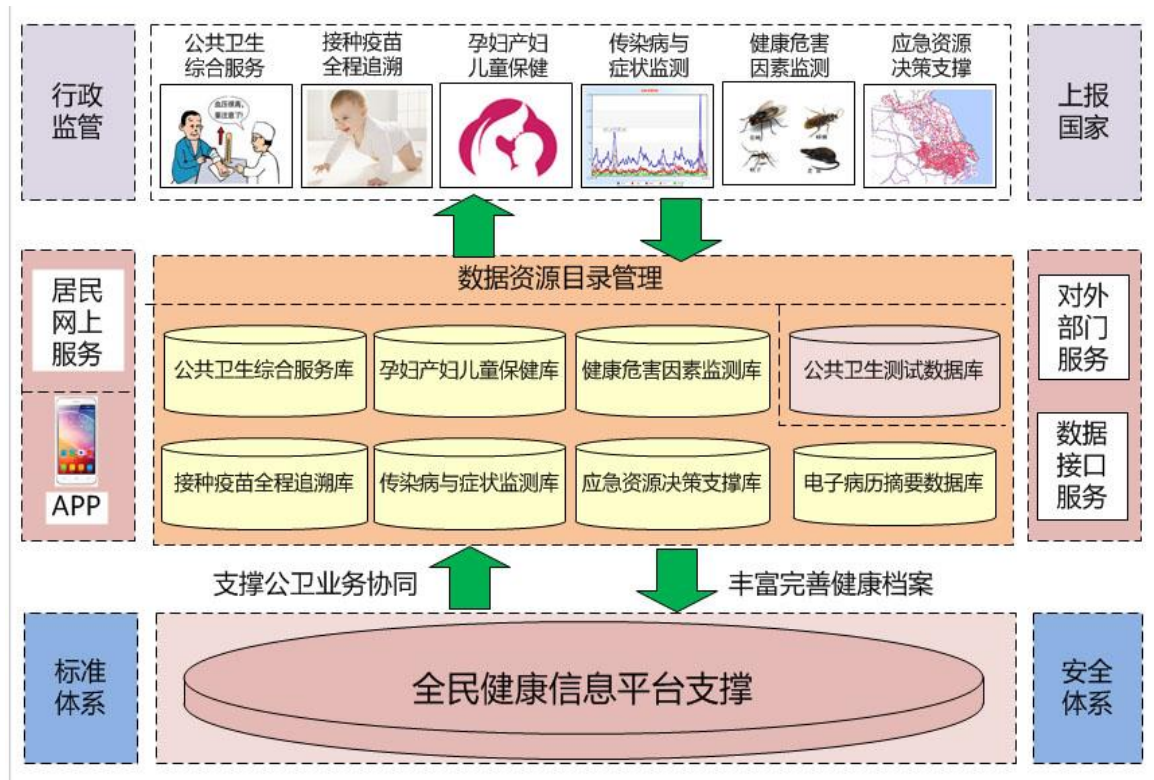 行政
监管
公共卫生
综合服务
接种疫苗
全程追溯
孕妇产妇
儿童保健
传染病与
症状监测
健康危害
因素监测
应急资源
决策支撑
上报
国家
血压很高,
要注意了!
居民
网上
服务
APP
数据资源目录管理
公共卫生综合服务库
孕妇产妇儿童保健库
健康危害因素监测库
公共卫生测试数据库
接种疫苗全程追溯库
传染病与症状监测库
应急资源决策支撑库
电子病历摘要数据库
对外
部门
服务
数据
接口
服务
支撑公卫业务协同
丰富完善健康档案
标准
体系
全民健康信息平台支撑
安全
体系